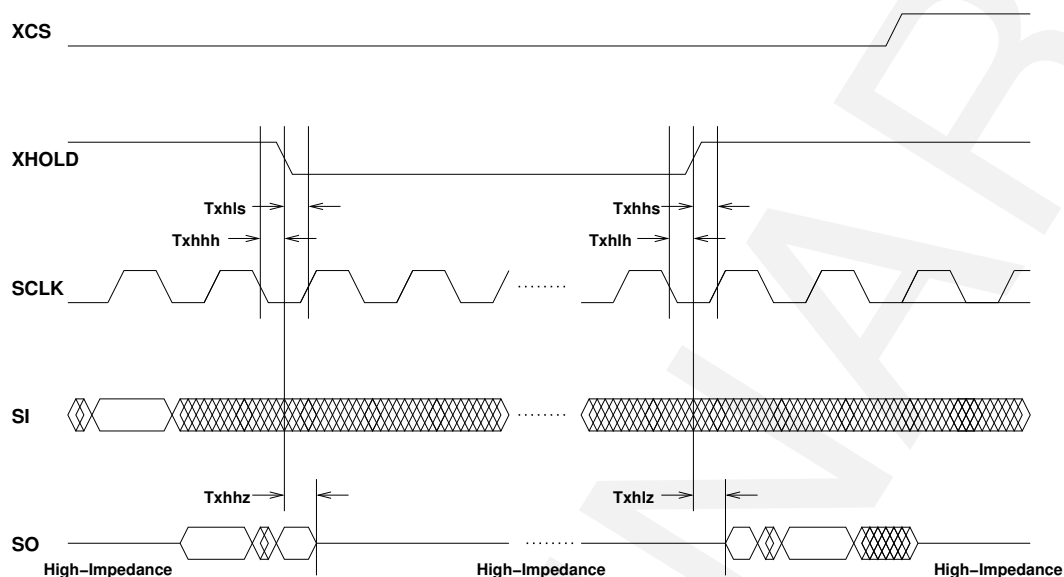 XCS
XHOLD
Txhls
Txhhs
Txhhh
Txhlh
SCLK
SI
Txhhz
Txhlz
SO
High−Impedance
High−Impedance
High−Impedance